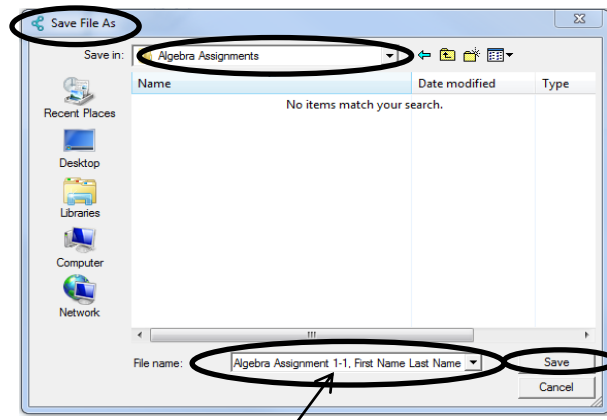 Save File As
Save in: Algebra Assignments
Name Date modified Type
No items match your search.
Recent Places
Desktop
Libraries
Computer
Network
File name: Algebra Assignment 1-1, First Name Last Name Save
Cancel